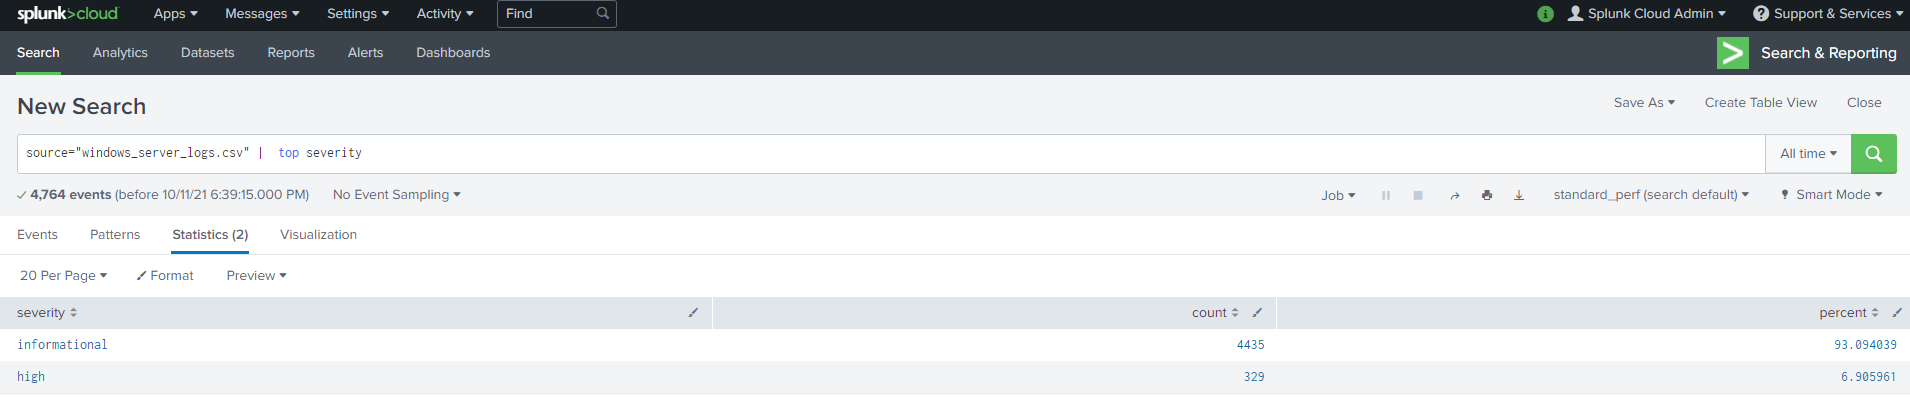 splunk>cloud Apps Messages Settings Activity Find Splunk Cloud Admin Support & Services
Search Analytics Datasets Reports Alerts Dashboards Search & Reporting
New Search Save As Create Table View Close
source="windows_server_logs.csv" | top severity All time
4,764 events (before 10/11/21 6:39:15.000 PM) No Event Sampling Job standard_perf (search default) Smart Mode
Events Patterns Statistics (2) Visualization
20 Per Page Format Preview
severity count percent
informational 4435 93.094039
high 329 6.905961